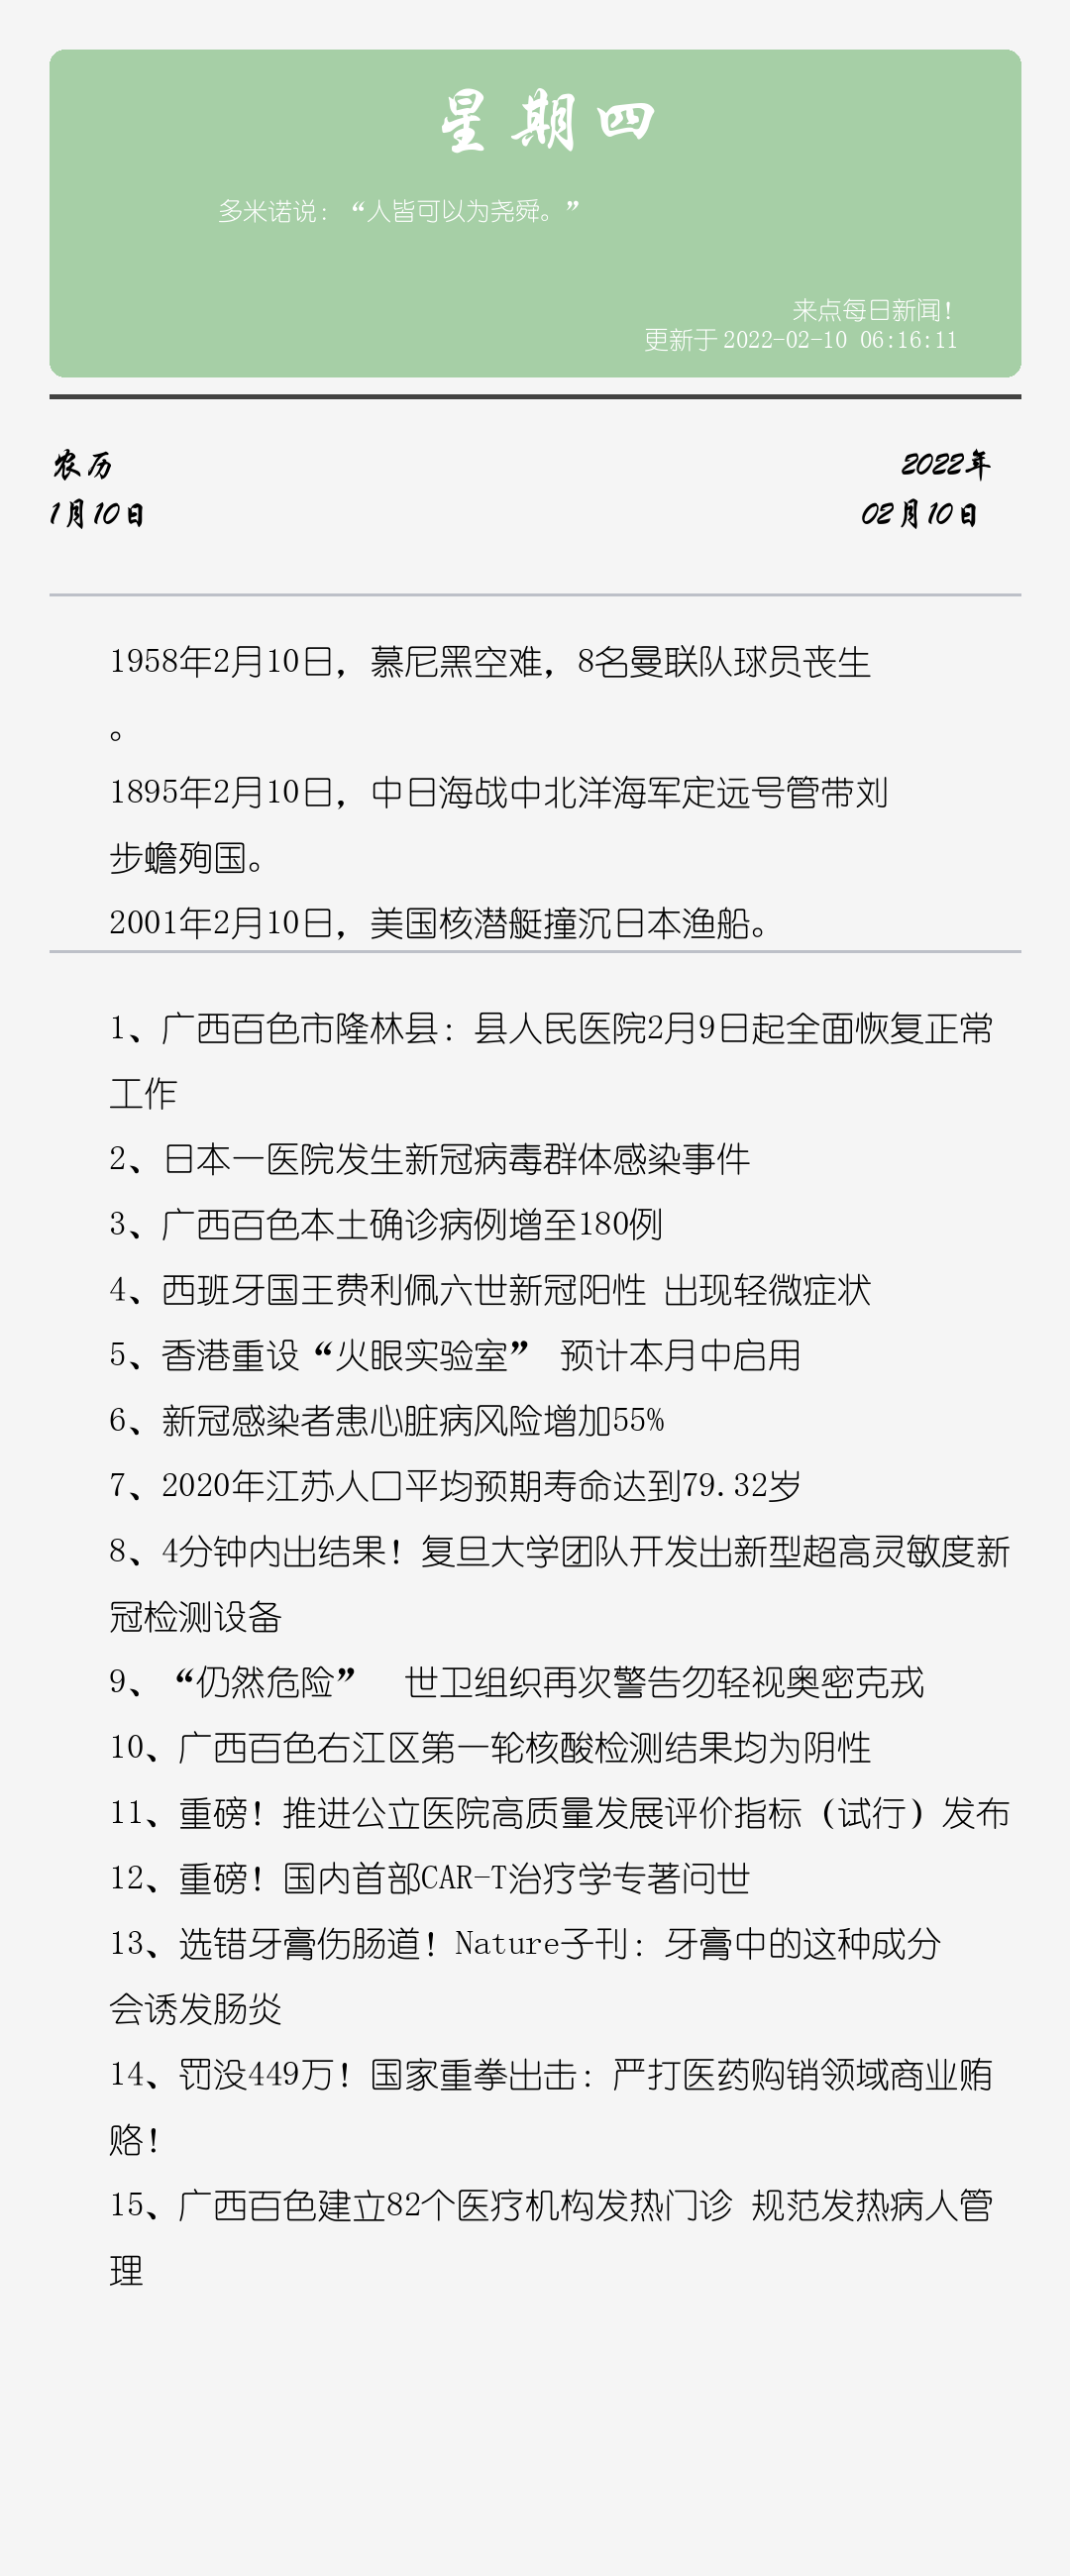 星期四
多米诺说：“人皆可以为尧舜。”
来点每日新闻！
更新于 2022-02-10 06:16:11
农历
2022年
1月10日
02月10日
1958年2月10日，慕尼黑空难，8名曼联队球员丧生
。
1895年2月10日，中日海战中北洋海军定远号管带刘
步蟾殉国。
2001年2月10日，美国核潜艇撞沉日本渔船。
1、广西百色市隆林县：县人民医院2月9日起全面恢复正常
工作
2、日本一医院发生新冠病毒群体感染事件
3、广西百色本土确诊病例增至180例
4、西班牙国王费利佩六世新冠阳性 出现轻微症状
5、香港重设“火眼实验室” 预计本月中启用
6、新冠感染者患心脏病风险增加55%
7、2020年江苏人口平均预期寿命达到79.32岁
8、4分钟内出结果！复旦大学团队开发出新型超高灵敏度新
冠检测设备
9、“仍然危险”  世卫组织再次警告勿轻视奥密克戎
10、广西百色右江区第一轮核酸检测结果均为阴性
11、重磅！推进公立医院高质量发展评价指标（试行）发布
12、重磅！国内首部CAR-T治疗学专著问世
13、选错牙膏伤肠道！Nature子刊：牙膏中的这种成分
会诱发肠炎
14、罚没449万！国家重拳出击：严打医药购销领域商业贿
赂！
15、广西百色建立82个医疗机构发热门诊 规范发热病人管
理